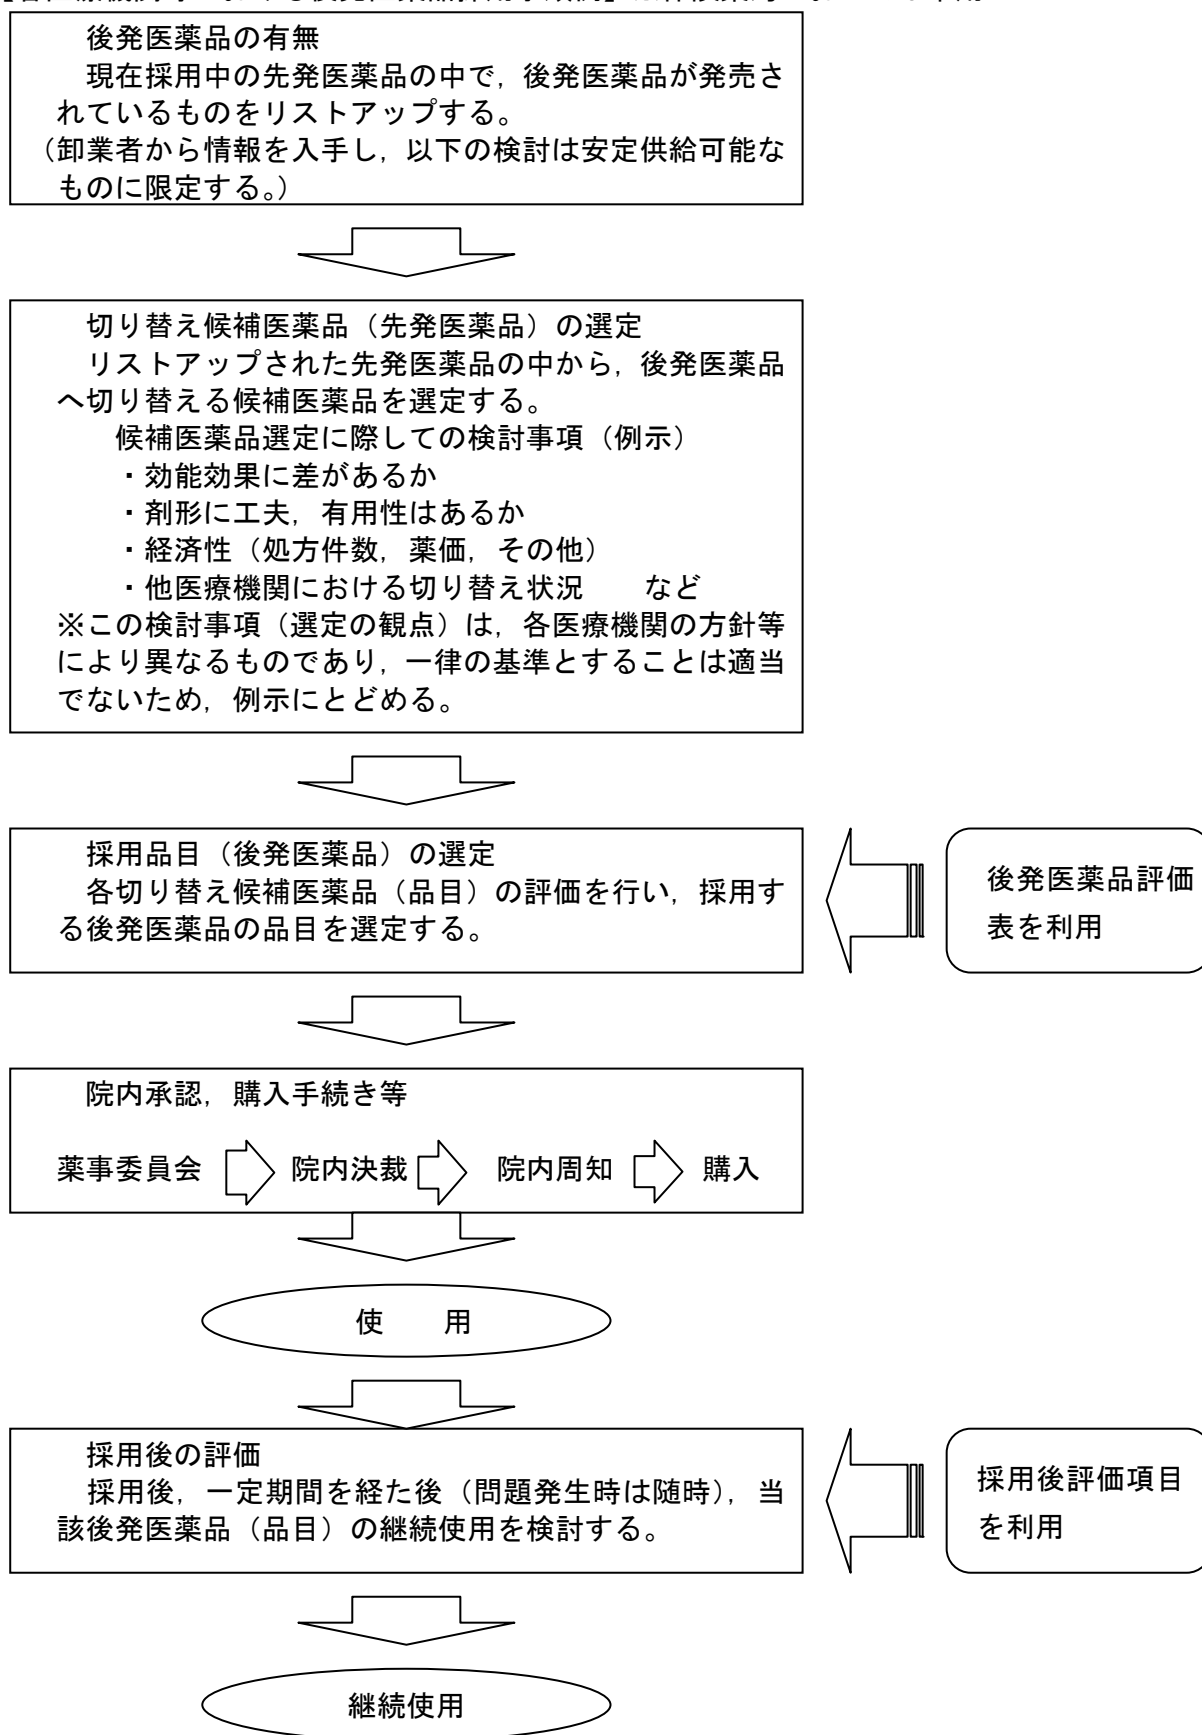 後発医薬品の有無
現在採用中の先発医薬品の中で，後発医薬品が発売さ
れているものをリストアップする。
（卸業者から情報を入手し，以下の検討は安定供給可能な
ものに限定する。）
切り替え候補医薬品（先発医薬品）の選定
リストアップされた先発医薬品の中から，後発医薬品
へ切り替える候補医薬品を選定する。
候補医薬品選定に際しての検討事項（例示）
・効能効果に差があるか
・剤形に工夫，有用性はあるか
・経済性（処方件数，薬価，その他）
・他医療機関における切り替え状況　　など
※この検討事項（選定の観点）は，各医療機関の方針等
により異なるものであり，一律の基準とすることは適当
でないため，例示にとどめる。
採用品目（後発医薬品）の選定
各切り替え候補医薬品（品目）の評価を行い，採用す
る後発医薬品の品目を選定する。
後発医薬品評価
表を利用
院内承認，購入手続き等
薬事委員会　院内決裁　院内周知　購入
使　　用
採用後の評価
採用後，一定期間を経た後（問題発生時は随時），当
該後発医薬品（品目）の継続使用を検討する。
採用後評価項目
を利用
継続使用